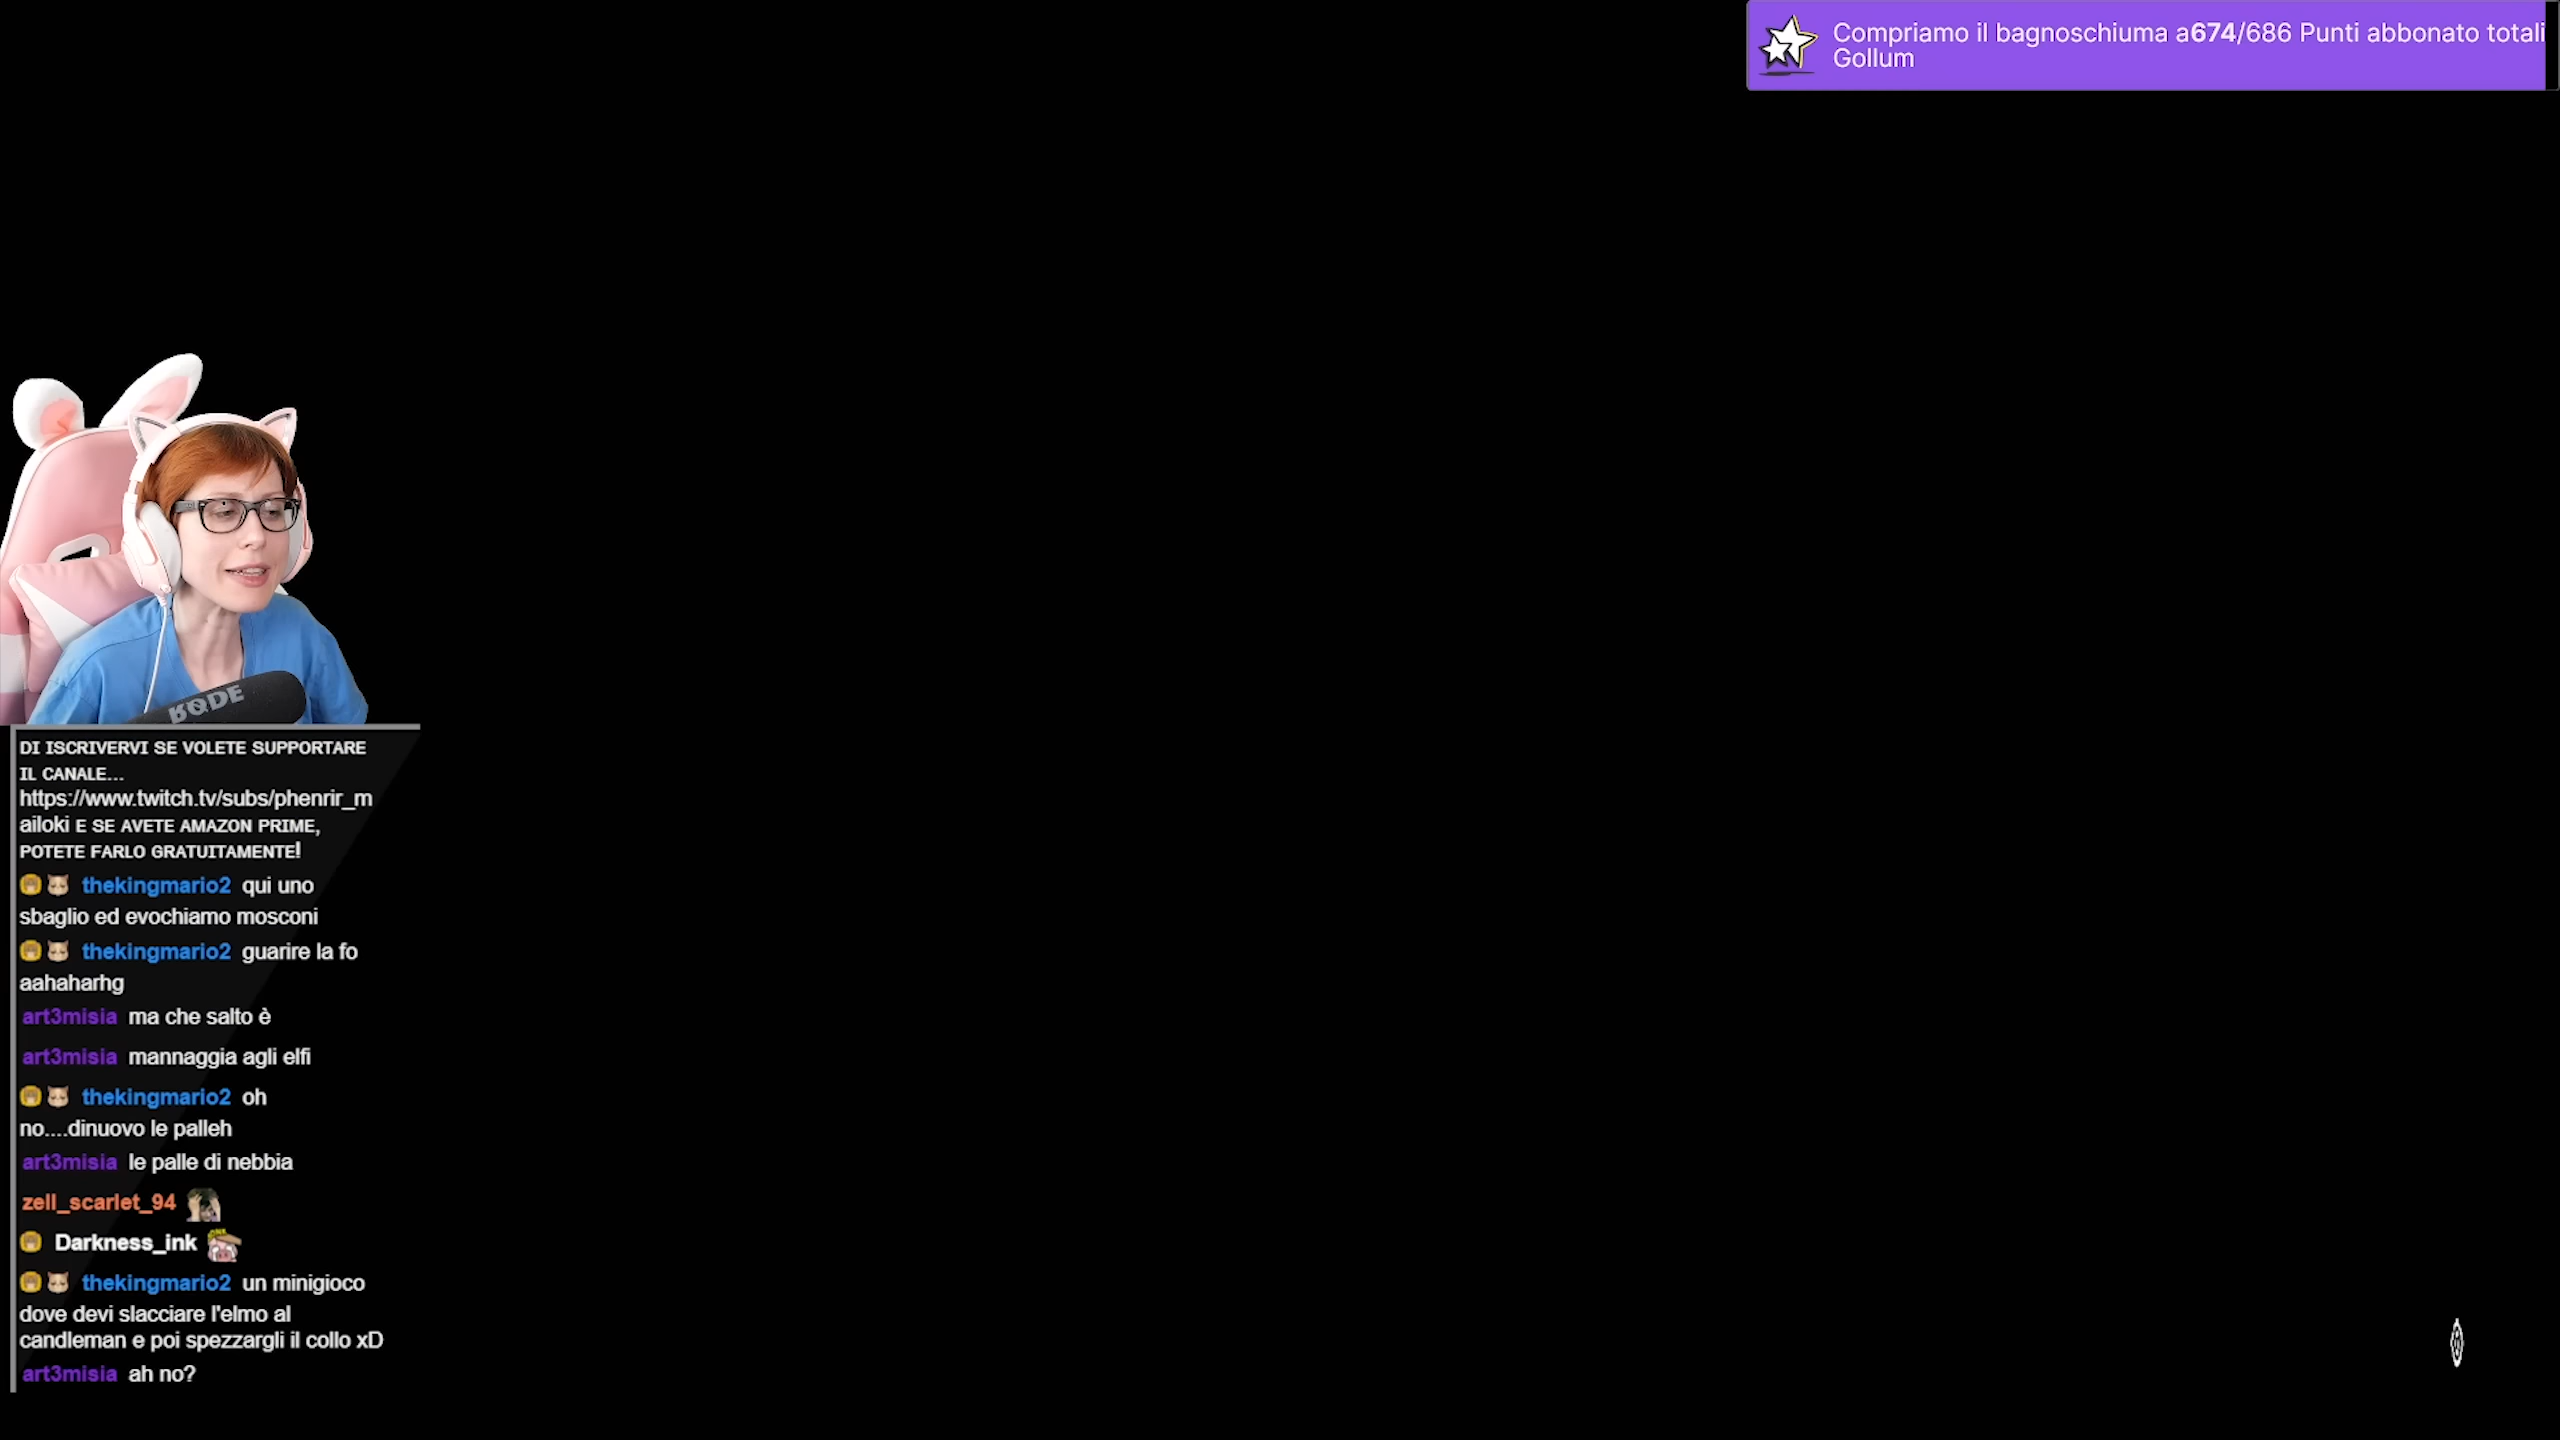 Compriamo il bagnoschiuma a674/686 Punti abbonato totali
Gollum
RØDE
DI ISCRIVERVI SE VOLETE SUPPORTARE
IL CANALE...
https://www.twitch.tv/subs/phenrir_m
ailoki E SE AVETE AMAZON PRIME,
POTETE FARLO GRATUITAMENTE!
thekingmario2 qui uno
sbaglio ed evochiamo mosconi
thekingmario2 guarire la fo
aahaharhg
art3misia ma che salto è
art3misia mannaggia agli elfi
thekingmario2 oh
no....dinuovo le palleh
art3misia le palle di nebbia
zell_scarlet_94
Darkness_ink
thekingmario2 un minigioco
dove devi slacciare l'elmo al
candleman e poi spezzargli il collo xD
art3misia ah no?